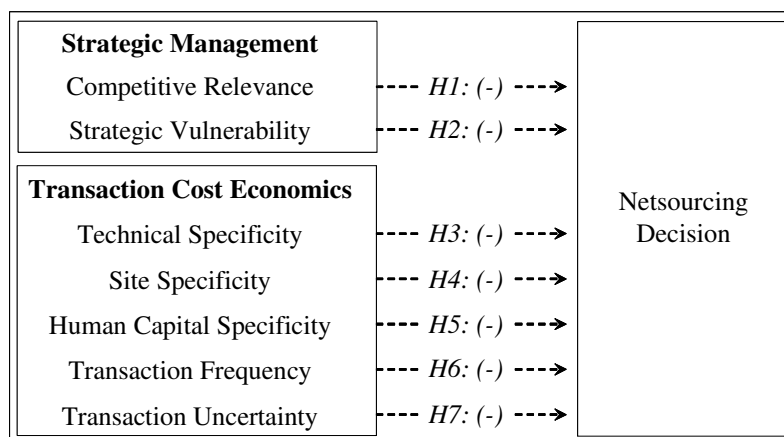 Strategic Management
Competitive Relevance
H1: (-)
Strategic Vulnerability
H2: (-)
Transaction Cost Economics
Technical Specificity
H3: (-)
Site Specificity
H4: (-)
Human Capital Specificity
H5: (-)
Transaction Frequency
H6: (-)
Transaction Uncertainty
H7: (-)
Netsourcing
Decision